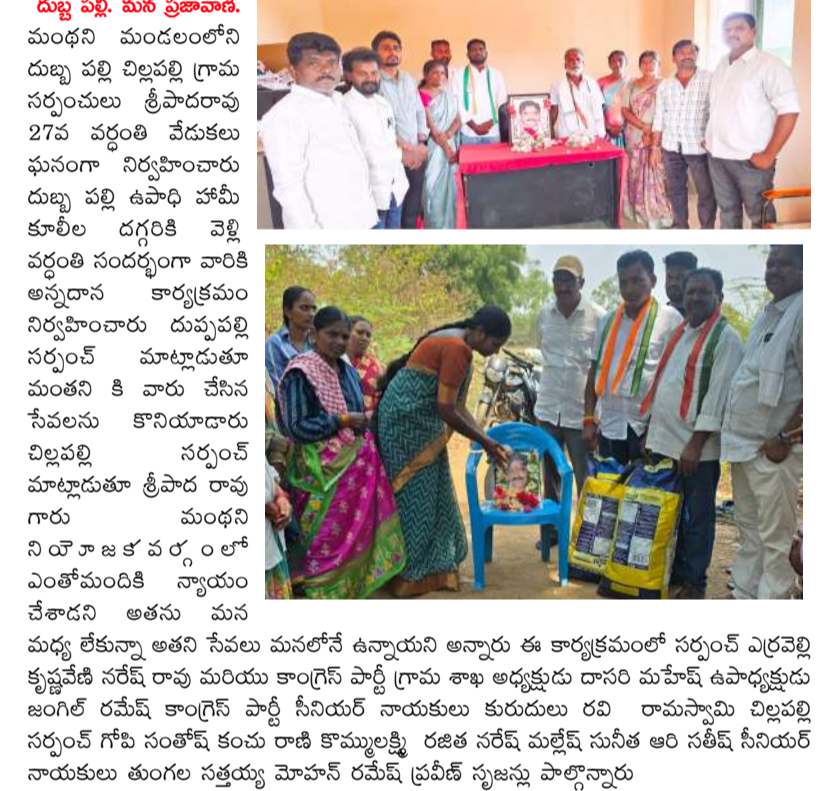 దుబ్బ పల్లి. మన ప్రజావాణి.
మంథని మండలంలోని
దుబ్బ పల్లి చిల్లపల్లి గ్రామ
సర్పంచులు శ్రీపాదరావు
27వ వర్ధంతి వేడుకలు
ఘనంగా నిర్వహించారు
దుబ్బ పల్లి ఉపాధి హామీ
కూలీల దగ్గరికి వెళ్లి
వర్ధంతి సందర్భంగా వారికి
అన్నదాన కార్యక్రమం
నిర్వహించారు దుప్పపల్లి
సర్పంచ్ మాట్లాడుతూ
మంతని కి వారు చేసిన
సేవలను కొనియాడారు
చిల్లపల్లి సర్పంచ్
మాట్లాడుతూ శ్రీపాద రావు
గారు మంథని
నియోజకవర్గంలో
ఎంతోమందికి న్యాయం
చేశాడని అతను మన
మధ్య లేకున్నా అతని సేవలు మనలోనే ఉన్నాయని అన్నారు ఈ కార్యక్రమంలో సర్పంచ్ ఎర్రవెల్లి
కృష్ణవేణి నరేష్ రావు మరియు కాంగ్రెస్ పార్టీ గ్రామ శాఖ అధ్యక్షుడు దాసరి మహేష్ ఉపాధ్యక్షుడు
జంగిల్ రమేష్ కాంగ్రెస్ పార్టీ సీనియర్ నాయకులు కురుదులు రవి రామస్వామి చిల్లపల్లి
సర్పంచ్ గోపి సంతోష్ కంచు రాణి కొమ్ములక్ష్మి రజిత నరేష్ మల్లేష్ సునీత ఆరి సతీష్ సీనియర్
నాయకులు తుంగల సత్తయ్య మోహన్ రమేష్ ప్రవీణ్ సృజన్లు పాల్గొన్నారు